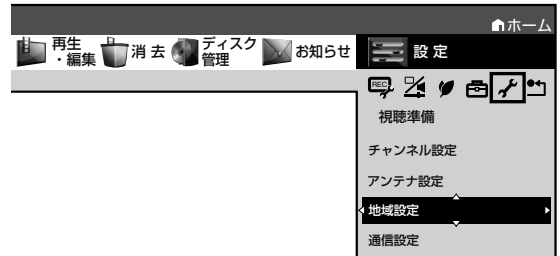 ホーム
再生・編集
消去
ディスク管理
お知らせ
設定
REC
視聴準備
チャンネル設定
アンテナ設定
地域設定
通信設定